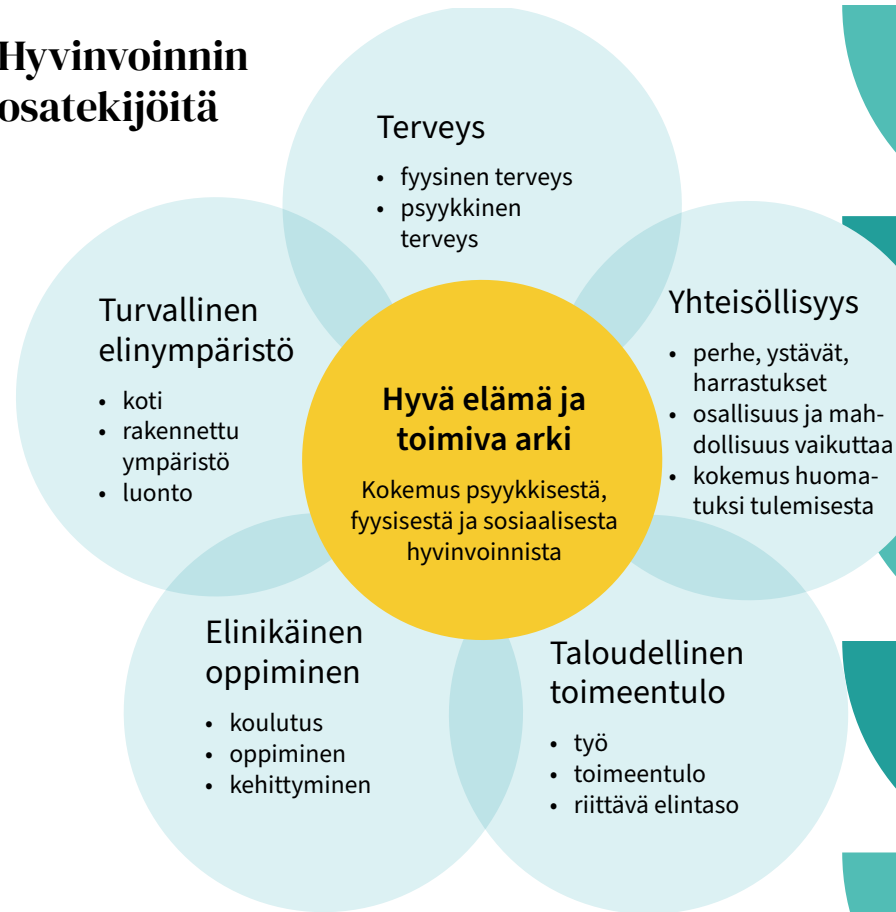 Hyvinvoinnin
osatekijöitä
Terveys
• fyysinen terveys
• psyykkinen
terveys
Yhteisöllisyys
• perhe, ystävät,
harrastukset
• osallisuus ja mah-
dollisuus vaikuttaa
• kokemus huoma-
tuksi tulemisesta
Turvallinen
elinympäristö
• koti
• rakennettu
ympäristö
• luonto
Hyvä elämä ja
toimiva arki
Kokemus psyykkisestä,
fyysisestä ja sosiaalisesta
hyvinvoinnista
Elinikäinen
oppiminen
• koulutus
• oppiminen
• kehittyminen
Taloudellinen
toimeentulo
• työ
• toimeentulo
• riittävä elintaso